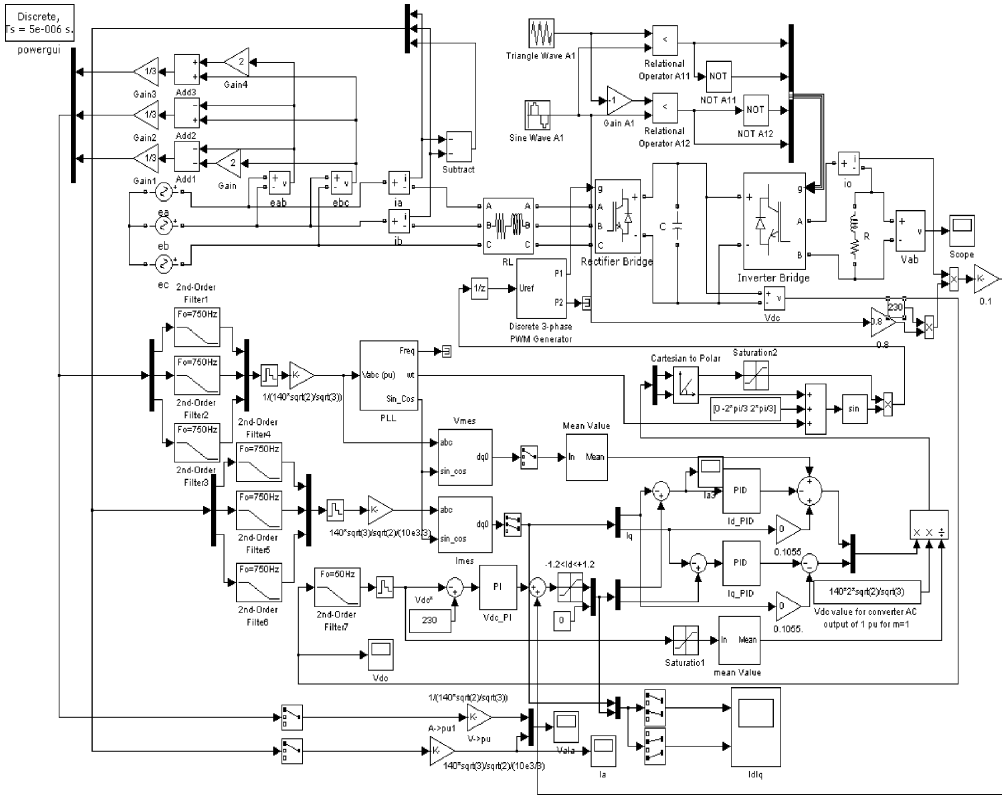 Discrete,
Ts = 5e-006 s.
powergui
1/3
Gain3
Add3
2
Gain4
1/3
Gain2
Add2
1/3
Gain1
Add1
2
Gain
eab
ebc
ia
ib
Subtract
ea
eb
ec
Triangle Wave A1
Sine Wave A1
-1
Gain A1
<
Relational
Operator A11
<
Relational
Operator A12
NOT
NOT A11
NOT
NOT A12
A
B
C
A
B
C
RL
g
A
B
C
Rectifier Bridge
C
g
A
B
Inverter Bridge
io
R
Vab
Scope
K-
0.1
Vdc
230
0.8
0.8
1/z
Uref
P1
P2
Discrete 3-phase
PWM Generator
2nd-Order
Filter1
Fo=750Hz
Fo=750Hz
2nd-Order
Filter2
Fo=750Hz
2nd-Order
Filter3
2nd-Order
Filter4
Fo=750Hz
Fo=750Hz
2nd-Order
Filter5
Fo=750Hz
2nd-Order
Filte6
K-
1/(140*sqrt(2)/sqrt(3))
Vabc (pu)
Freq
wt
Sin_Cos
PLL
Cartesian to Polar
Saturation2
[0 -2*pi/3 2*pi/3]
sin
Vmes
abc
sin_cos
dq0
Mean Value
In
Mean
K-
140*sqrt(3)/sqrt(2)/(10e3/3)
abc
sin_cos
dq0
Imes
Iq
Ia3
PID
Id_PID
0
0.1055
PID
Iq_PID
0
0.1055.
140*2*sqrt(2)/sqrt(3)
Vdc value for converter AC
output of 1 pu for m=1
Fo=50Hz
2nd-Order
Filter7
Vdc*
230
PI
Vdc_PI
-1.2<Id<+1.2
0
Saturatio1
In
Mean
mean Value
Vdo
1/(140*sqrt(2)/sqrt(3))
K-
A->pu1
V->pu
K-
140*sqrt(3)/sqrt(2)/(10e3/3)
Ia
IdIq